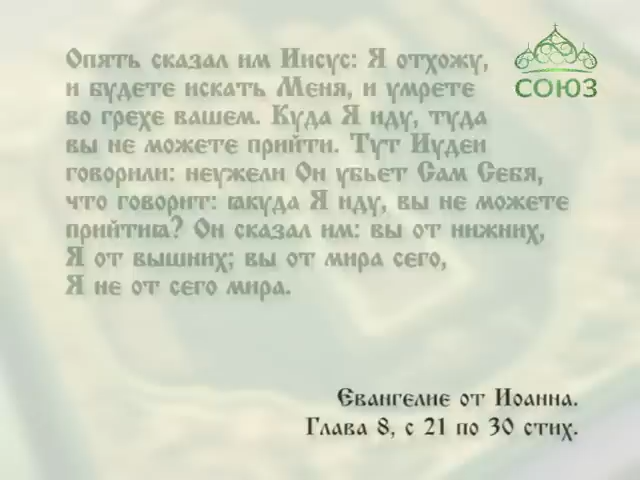 Опять сказал им Иисус: Я отхожу,
и будете искать Меня, и умрете
во грехе вашем. Куда Я иду, туда
вы не можете прийти. Тут Иудеи
говорили: неужели Он убьет Сам Себя,
что говорит: ѩкуда Я иду, вы не можете
прийтиѩ? Он сказал им: вы от нижних,
Я от вышних; вы от мира сего,
Я не от сего мира.
СОЮЗ
Евангелие от Иоанна.
Глава 8, с 21 по 30 стих.